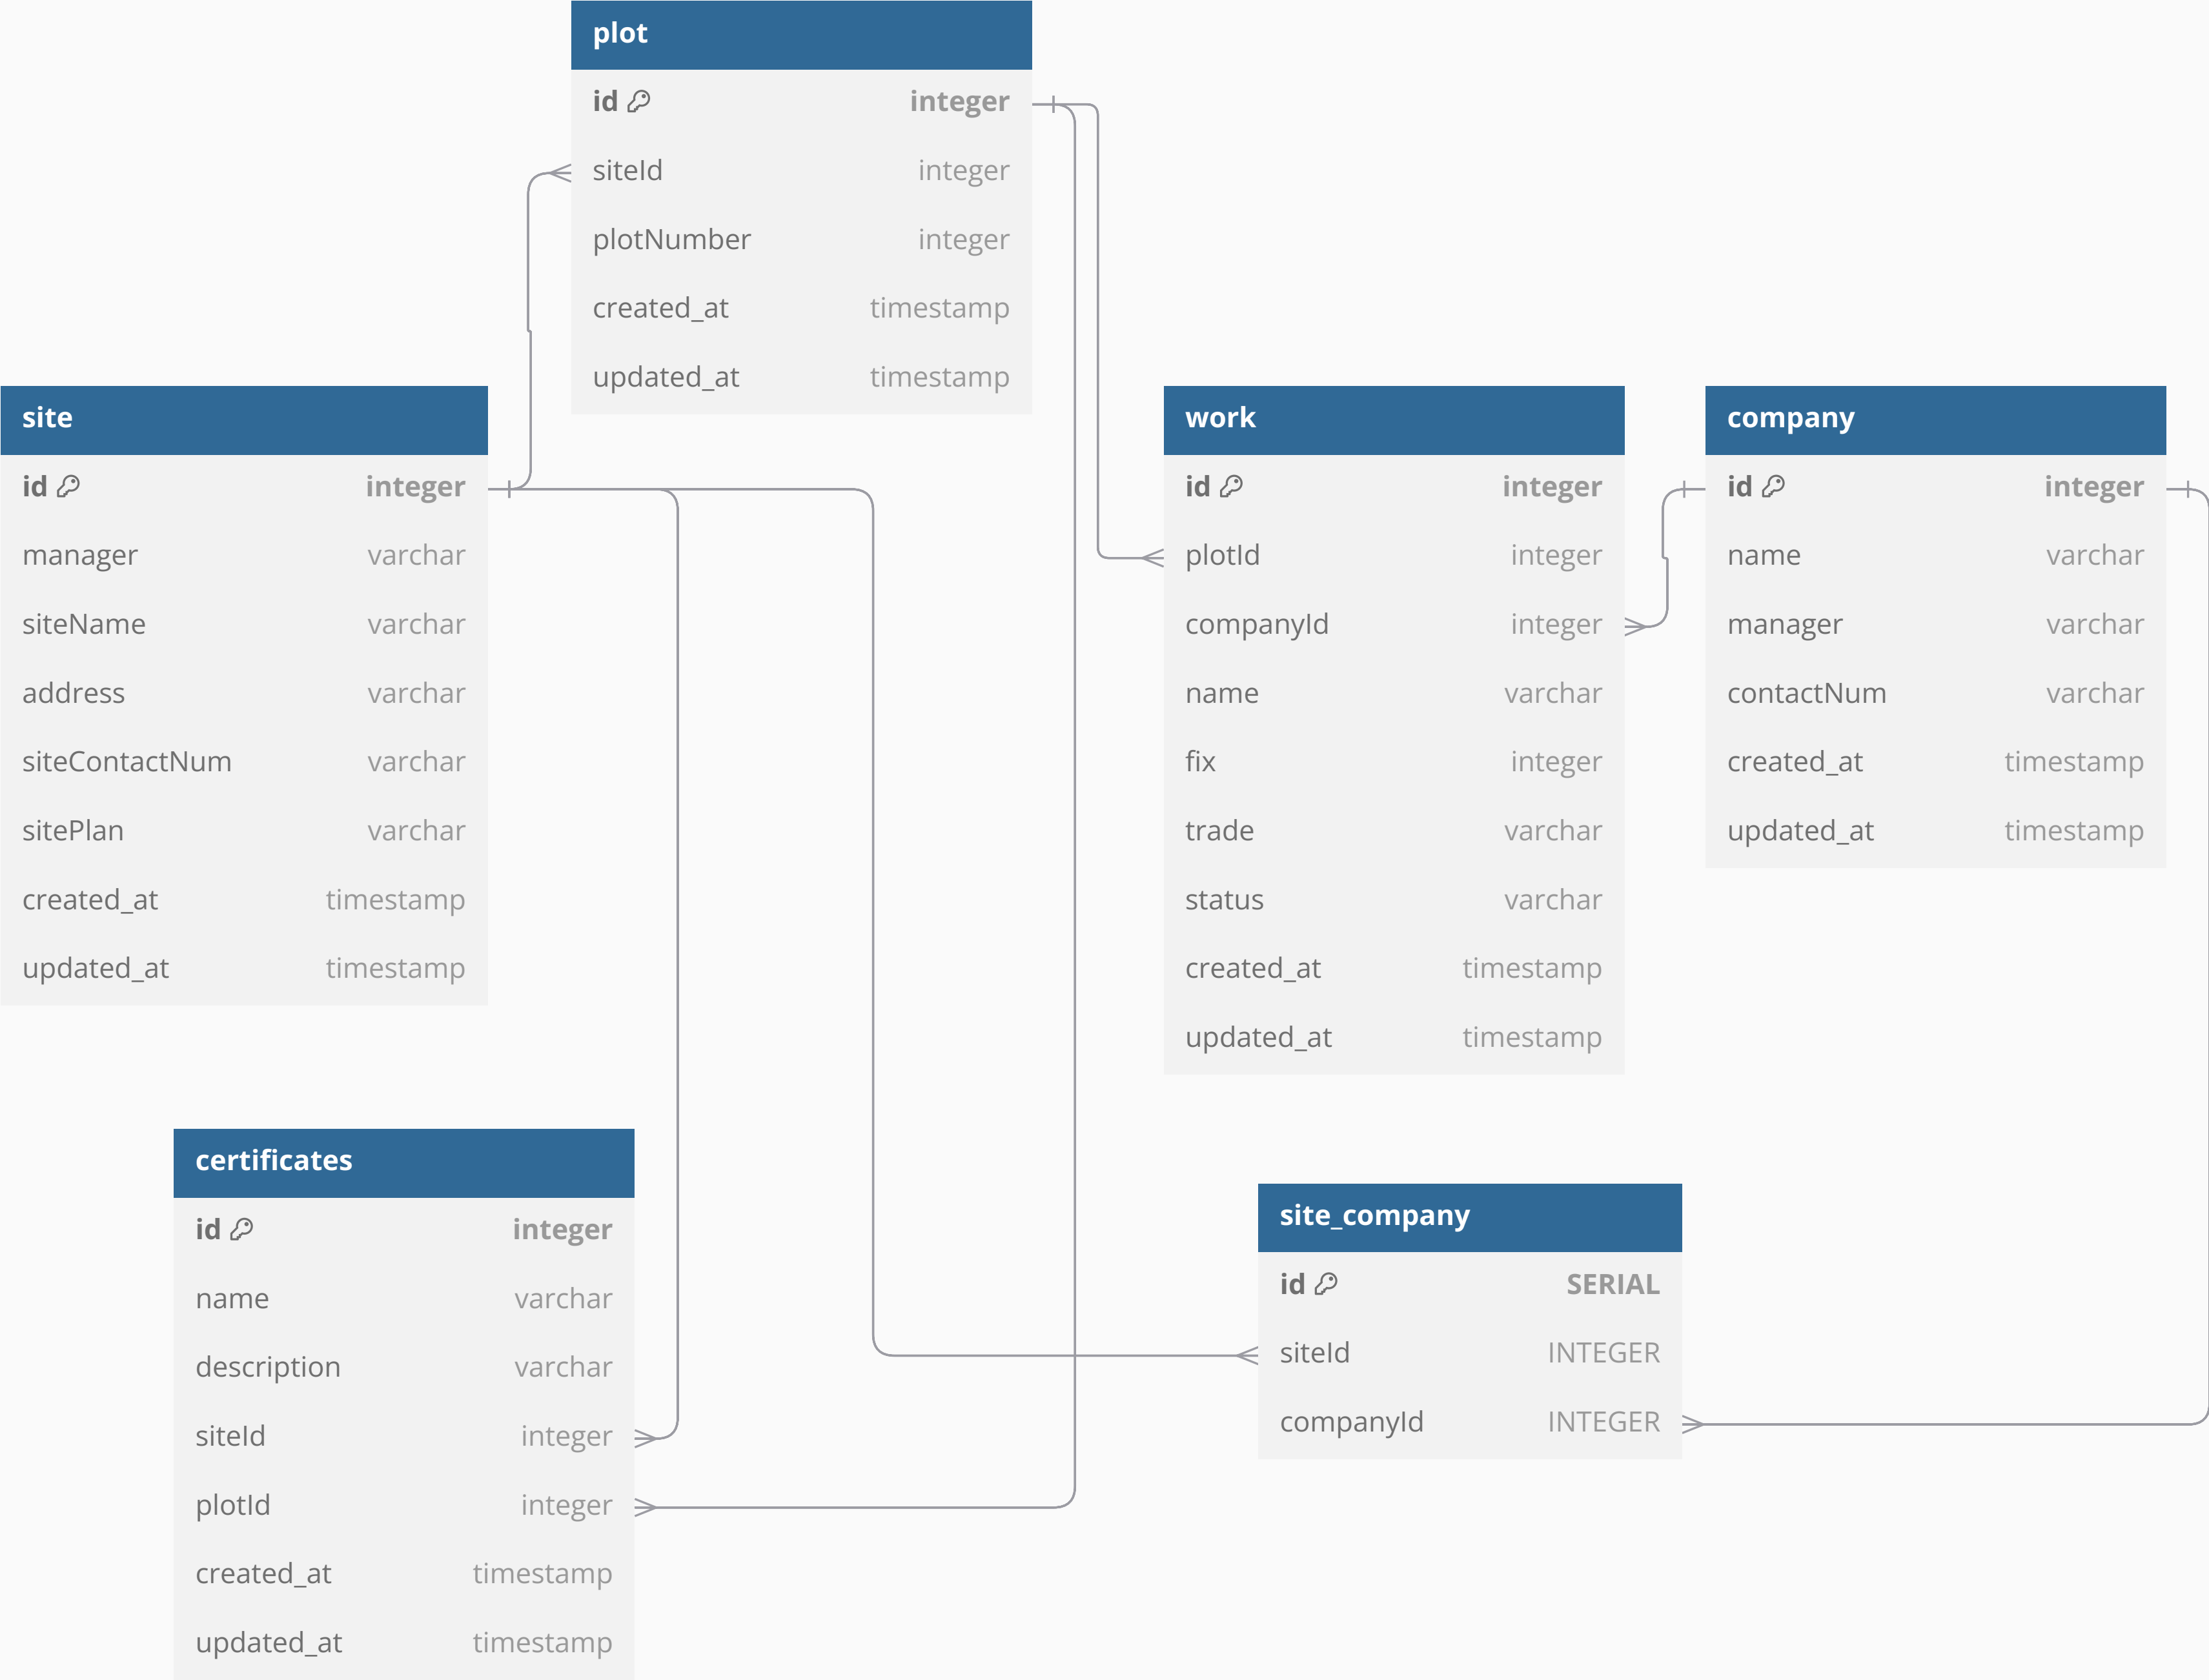 plot
id integer
siteId integer
plotNumber integer
created_at timestamp
updated_at timestamp
site
id integer
manager varchar
siteName varchar
address varchar
siteContactNum varchar
sitePlan varchar
created_at timestamp
updated_at timestamp
work
id integer
plotId integer
companyId integer
name varchar
fix integer
trade varchar
status varchar
created_at timestamp
updated_at timestamp
company
id integer
name varchar
manager varchar
contactNum varchar
created_at timestamp
updated_at timestamp
certificates
id integer
name varchar
description varchar
siteId integer
plotId integer
created_at timestamp
updated_at timestamp
site_company
id SERIAL
siteId INTEGER
companyId INTEGER